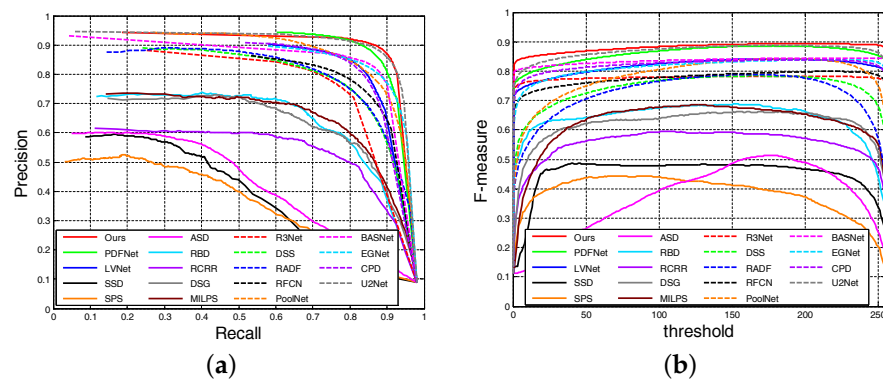 1
0.9
0.8
0.7
0.6
0.5
0.4
0.3
0.2
0.1
0
Precision
0 0.1 0.2 0.3 0.4 0.5 0.6 0.7 0.8 0.9 1
Recall
Ours ASD R3Net BASNet
PDFNet RBD DSS EGNet
LVNet RCRR RADF CPD
SSD DSG RFCN U2Net
SPS MILPS PoolNet
(a)
1
0.9
0.8
0.7
0.6
0.5
0.4
0.3
0.2
0.1
0
F-measure
0 50 100 150 200 250
threshold
Ours ASD R3Net BASNet
PDFNet RBD DSS EGNet
LVNet RCRR RADF CPD
SSD DSG RFCN U2Net
SPS MILPS PoolNet
(b)